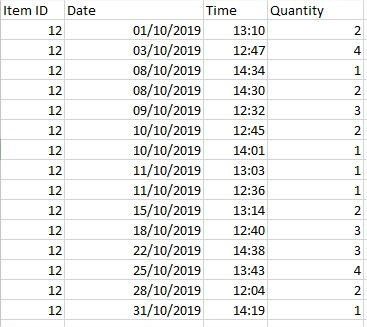 Item ID Date Time Quantity
12 01/10/2019 13:10 2
12 03/10/2019 12:47 4
12 08/10/2019 14:34 1
12 08/10/2019 14:30 2
12 09/10/2019 12:32 3
12 10/10/2019 12:45 2
12 10/10/2019 14:01 1
12 11/10/2019 13:03 1
12 11/10/2019 12:36 1
12 15/10/2019 13:14 2
12 18/10/2019 12:40 3
12 22/10/2019 14:38 3
12 25/10/2019 13:43 4
12 28/10/2019 12:04 2
12 31/10/2019 14:19 1